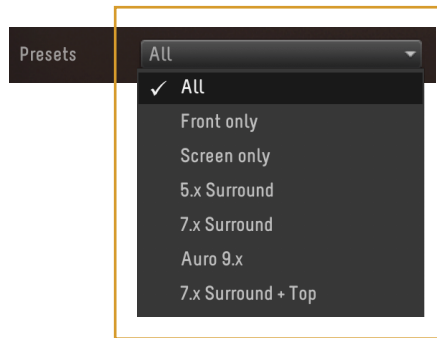 Presets
All
All
Front only
Screen only
5.x Surround
7.x Surround
Auro 9.x
7.x Surround + Top